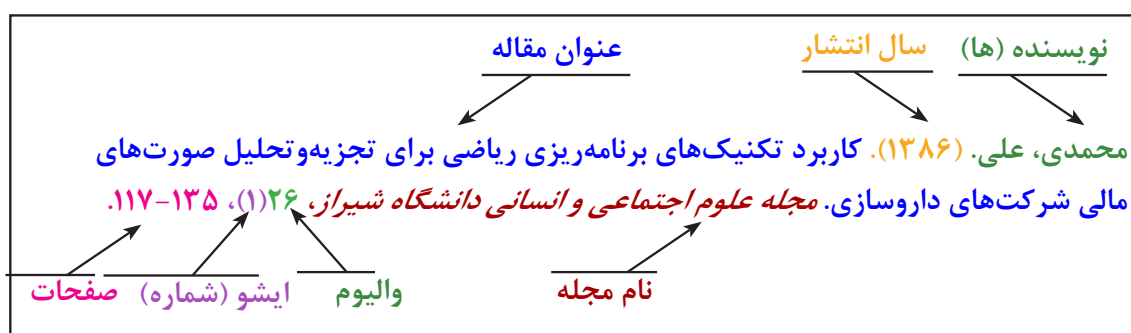 نویسنده (ها) سال انتشار عنوان مقاله
محمدی، علی. (۱۳۸۶). کاربرد تکنیک‌های برنامه‌ریزی ریاضی برای تجزیه‌وتحلیل صورت‌های
مالی شرکت‌های داروسازی. مجله علوم اجتماعی و انسانی دانشگاه شیراز، ۲۶(۱)، ۱۳۵-۱۱۷.
نام مجله والیوم ایشو (شماره) صفحات